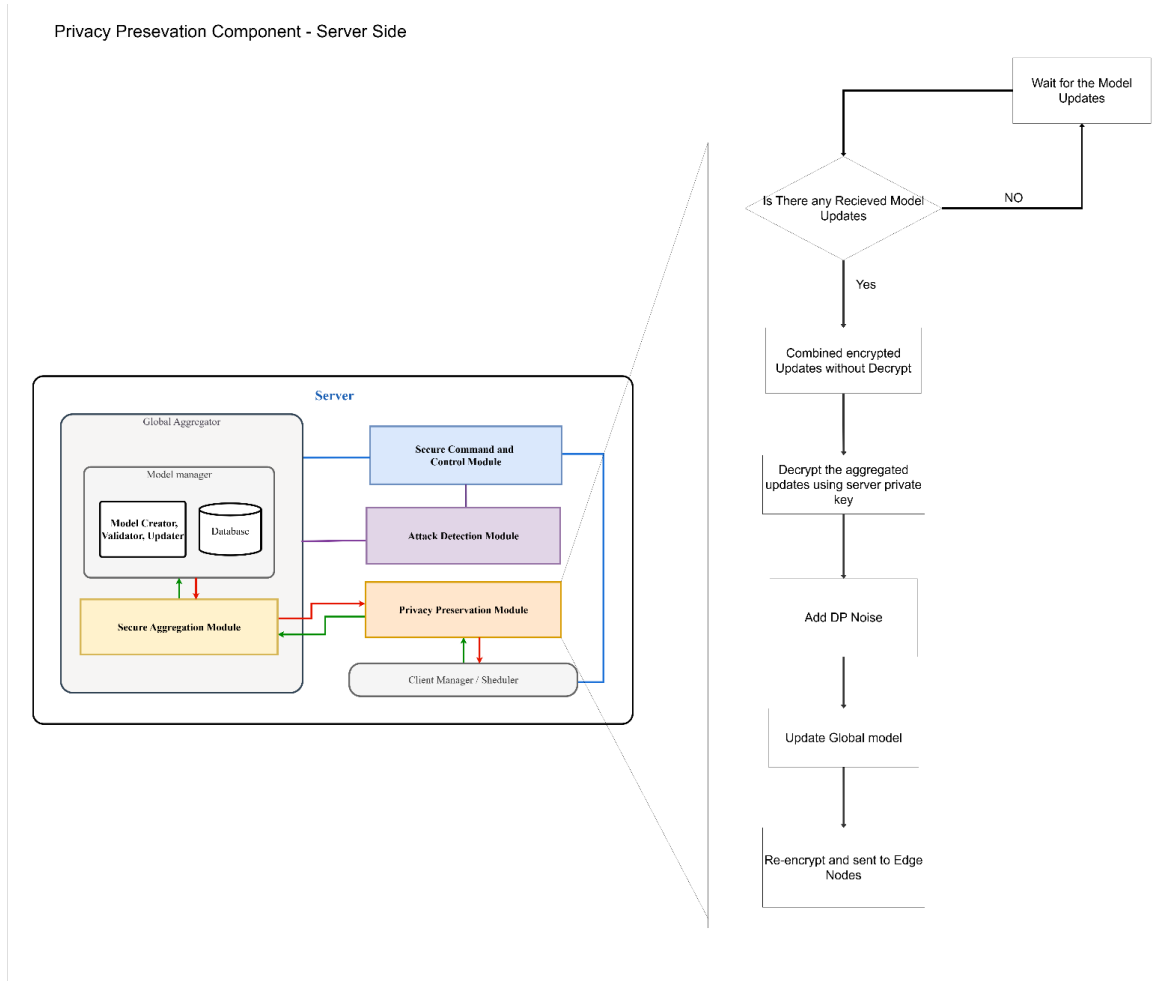 Privacy Presevation Component - Server Side
Wait for the Model
Updates
Is There any Recieved Model
Updates
NO
Yes
Combined encrypted
Updates without Decrypt
Decrypt the aggregated
updates using server private
key
Add DP Noise
Update Global model
Re-encrypt and sent to Edge
Nodes
Server
Global Aggregator
Model manager
Model Creator,
Validator, Updater
Database
Secure Aggregation Module
Secure Command and
Control Module
Attack Detection Module
Privacy Preservation Module
Client Manager / Sheduler